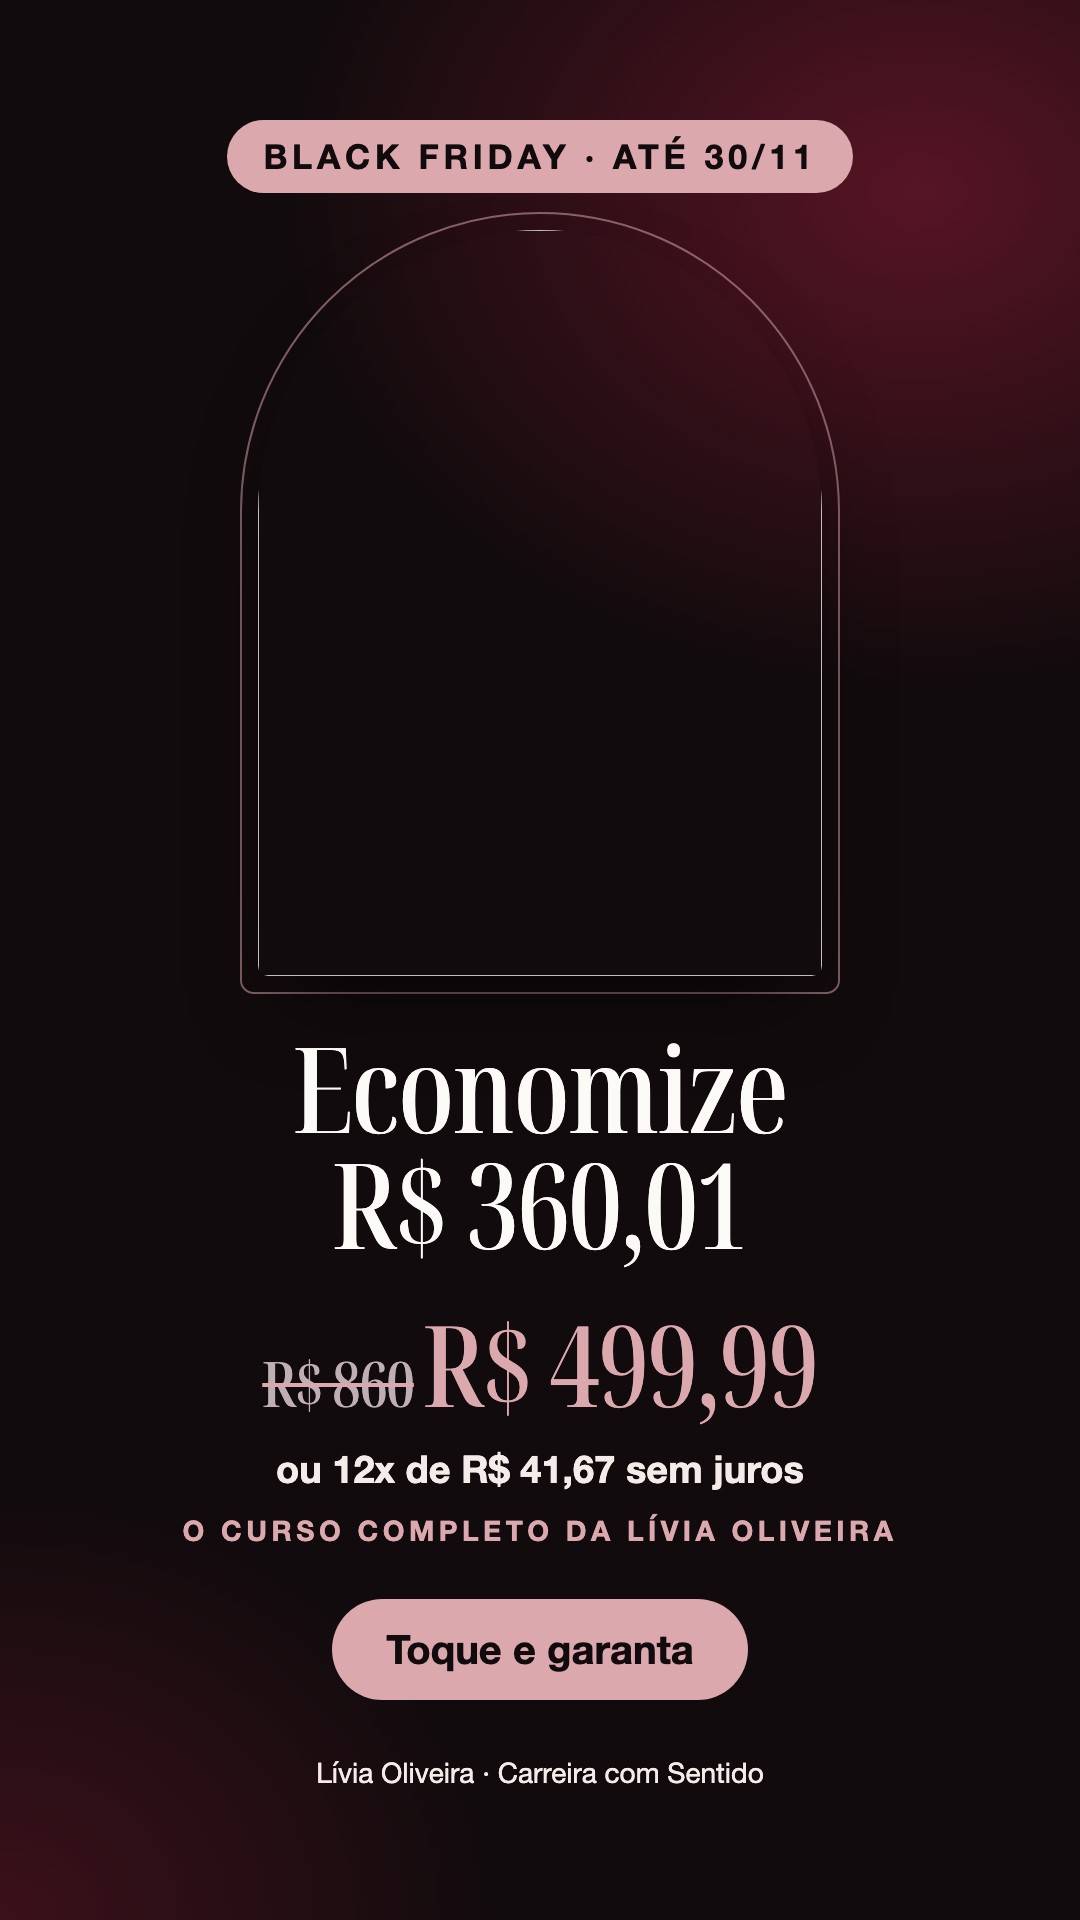 BLACK FRIDAY · ATÉ 30/11
Economize
R$ 360,01
R$ 860 R$ 499,99
ou 12x de R$ 41,67 sem juros
O CURSO COMPLETO DA LÍVIA OLIVEIRA
Toque e garanta
Lívia Oliveira · Carreira com Sentido